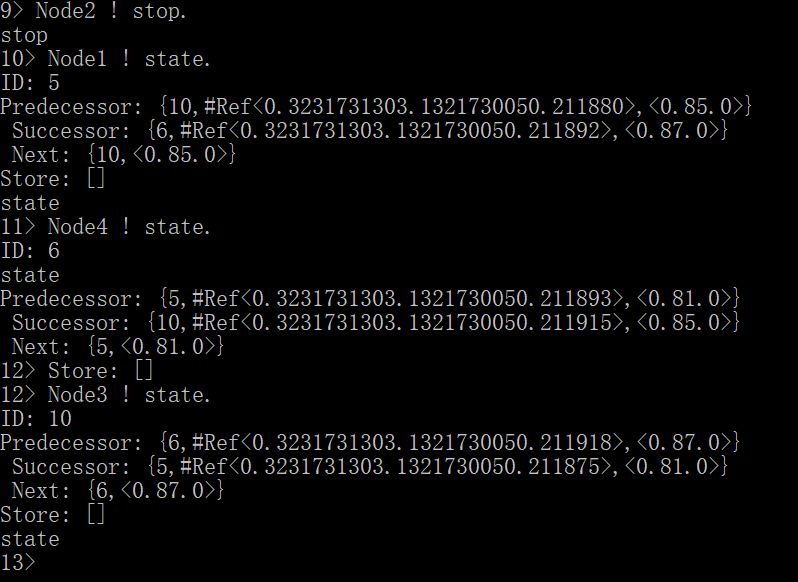 9> Node2 ! stop.
stop
10> Node1 ! state.
ID: 5
Predecessor: {10,#Ref<0.3231731303.1321730050.211880>,<0.85.0>}
 Successor: {6,#Ref<0.3231731303.1321730050.211892>,<0.87.0>}
 Next: {10,<0.85.0>}
Store: []
state
11> Node4 ! state.
ID: 6
state
Predecessor: {5,#Ref<0.3231731303.1321730050.211893>,<0.81.0>}
 Successor: {10,#Ref<0.3231731303.1321730050.211915>,<0.85.0>}
 Next: {5,<0.81.0>}
12> Store: []
12> Node3 ! state.
ID: 10
Predecessor: {6,#Ref<0.3231731303.1321730050.211918>,<0.87.0>}
 Successor: {5,#Ref<0.3231731303.1321730050.211875>,<0.81.0>}
 Next: {6,<0.87.0>}
Store: []
state
13>